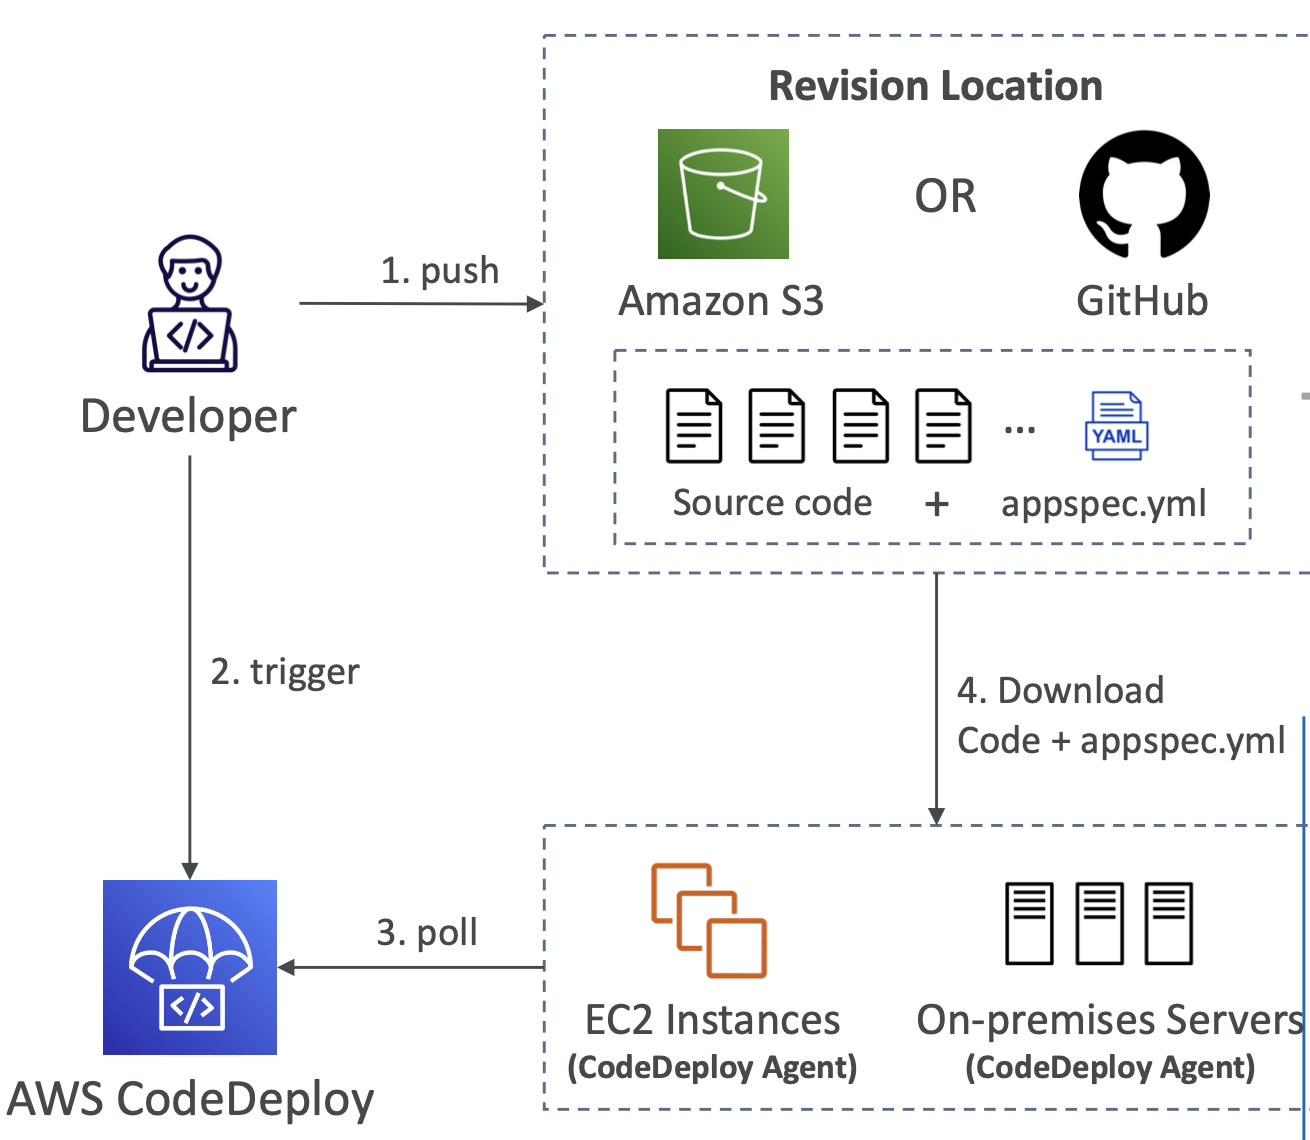 Revision Location
OR
Amazon S3
GitHub
1. push
Developer
YAML
...
Source code + appspec.yml
2. trigger
4. Download
Code + appspec.yml
3. poll
</>
</>
EC2 Instances
(CodeDeploy Agent)
On-premises Servers
(CodeDeploy Agent)
AWS CodeDeploy